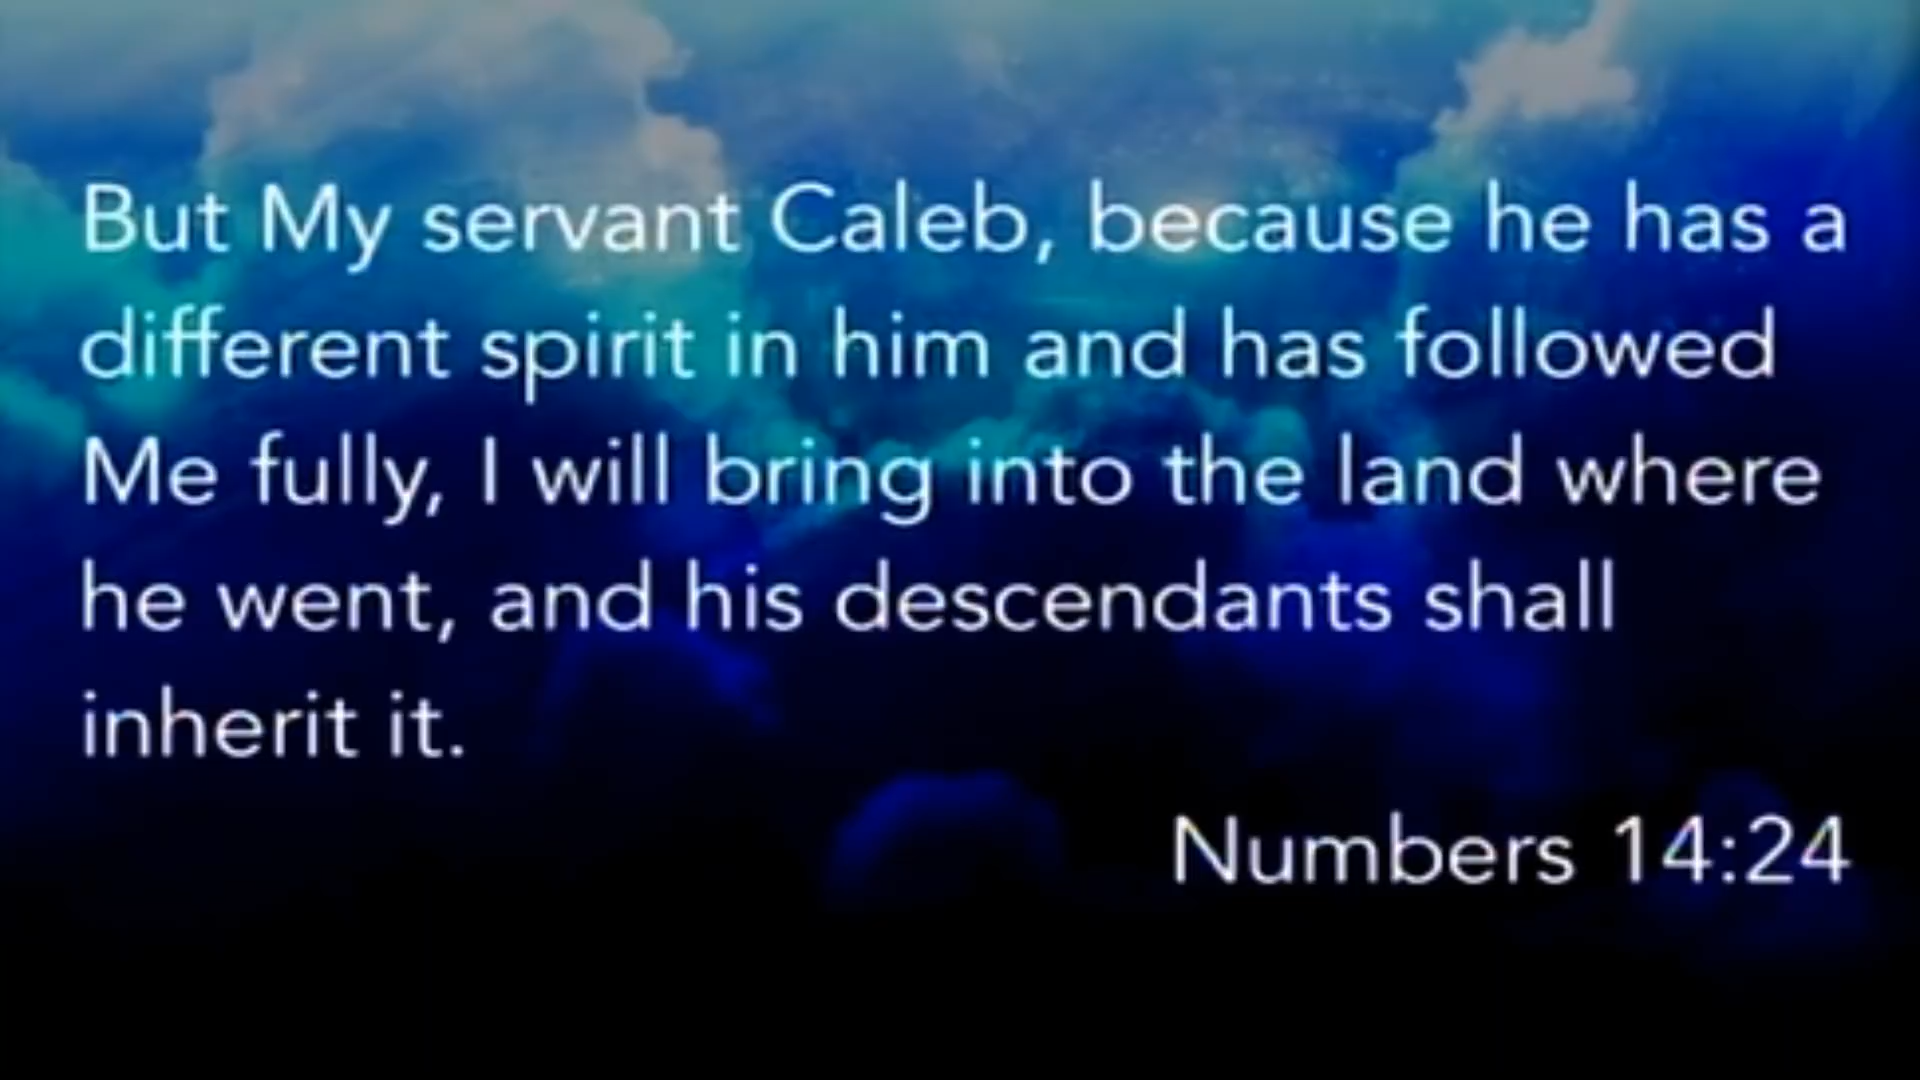 But My servant Caleb, because he has a
different spirit in him and has followed
Me fully, I will bring into the land where
he went, and his descendants shall
inherit it.
Numbers 14:24